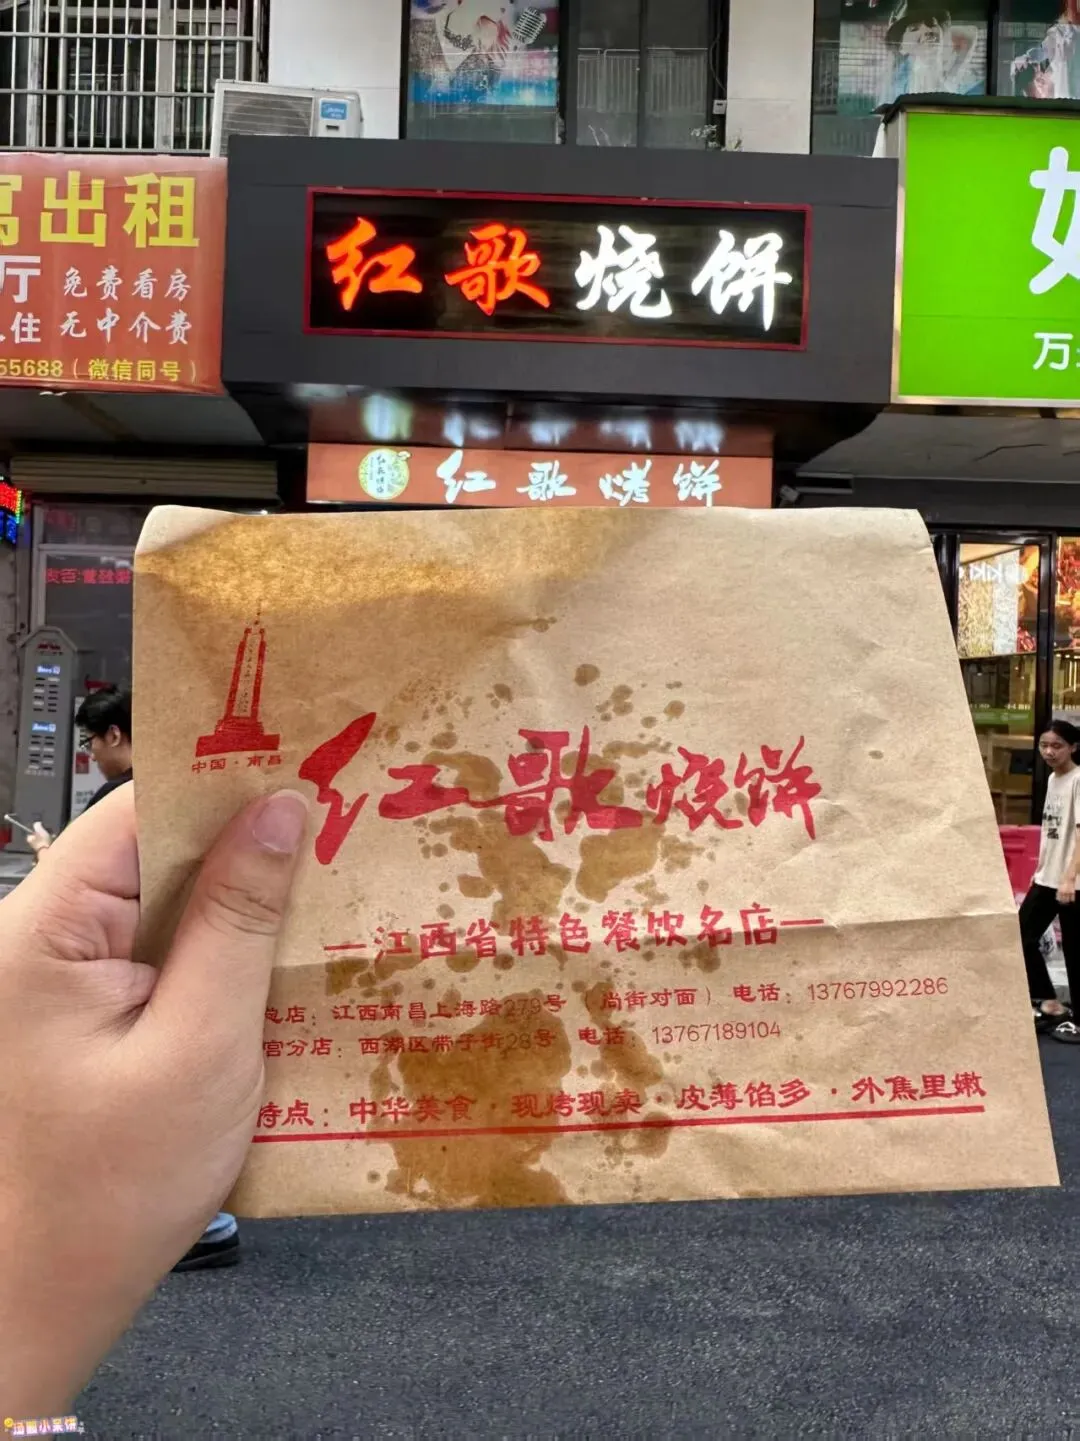 出租
厅 免费看房
住 无中介费
55688（微信同号）
红歌烧饼
红歌烤饼
万
中国·南昌
红歌烧饼
—江西省特色餐饮名店—
总店：江西南昌上海路279号（尚街对面）电话：13767992286
宫分店：西湖区带子街28号 电话：13767189104
特点：中华美食·现烤现卖·皮薄馅多·外焦里嫩